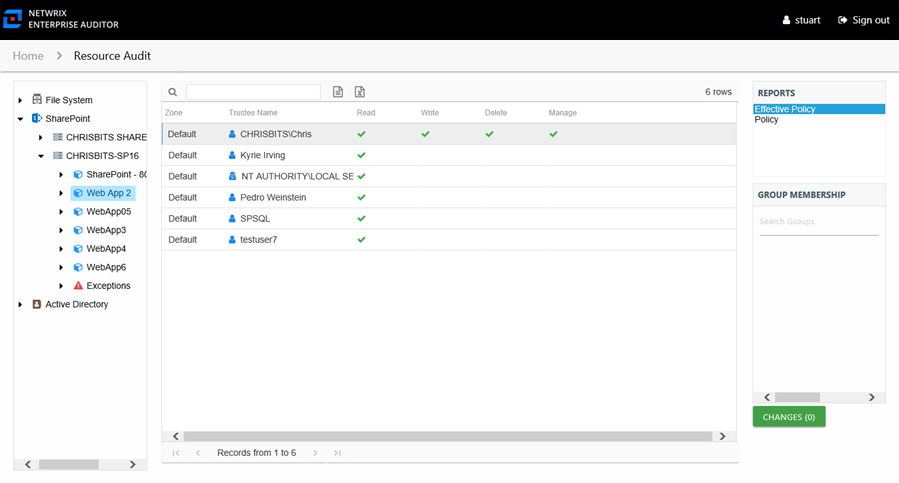 NETWRIX
ENTERPRISE AUDITOR
stuart
Sign out
Home > Resource Audit
File System
SharePoint
CHRISBITS.SHARE
CHRISBITS-SP16
SharePoint - 80
Web App 2
WebApp05
WebApp3
WebApp4
WebApp6
Exceptions
Active Directory
6 rows
Zone Trustee Name Read Write Delete Manage
Default CHRISBITS\Chris
Default Kyrie Irving
Default NT AUTHORITY\LOCAL SE
Default Pedro Weinstein
Default SPSQL
Default testuser7
Records from 1 to 6
REPORTS
Effective Policy
Policy
GROUP MEMBERSHIP
Search Groups
CHANGES (0)